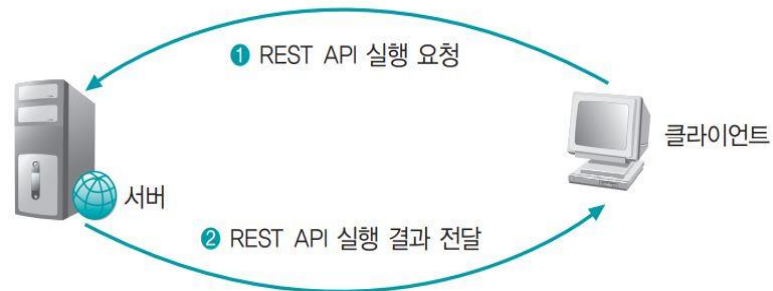 ❶ REST API 실행 요청
클라이언트
서버
❷ REST API 실행 결과 전달